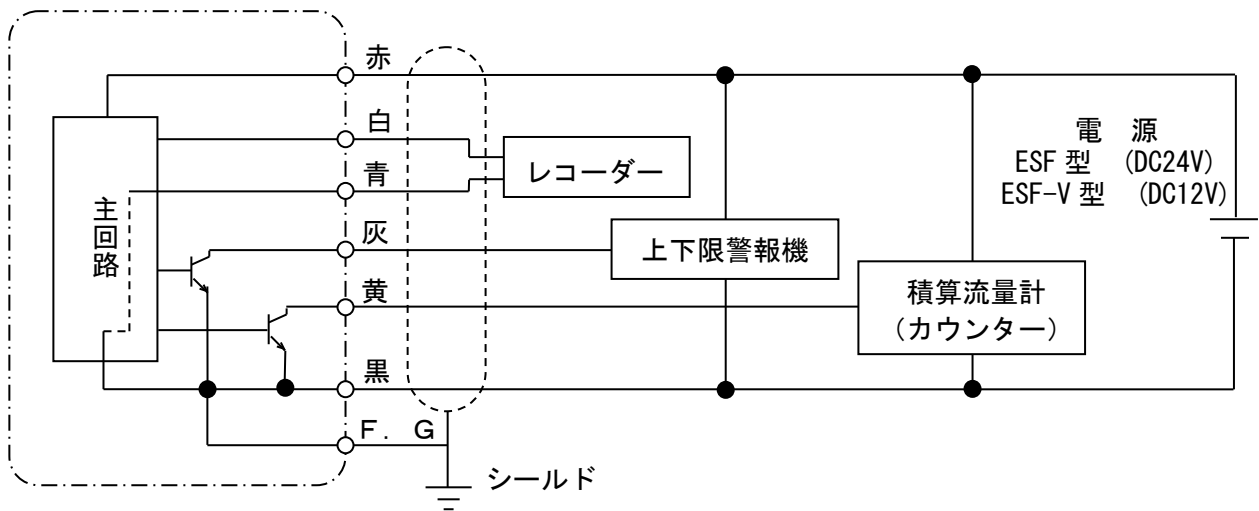 赤
白
青
灰
黄
黒
F. G
シールド
主回路
レコーダー
上下限警報機
積算流量計
(カウンター)
電 源
ESF 型 (DC24V)
ESF-V 型 (DC12V)